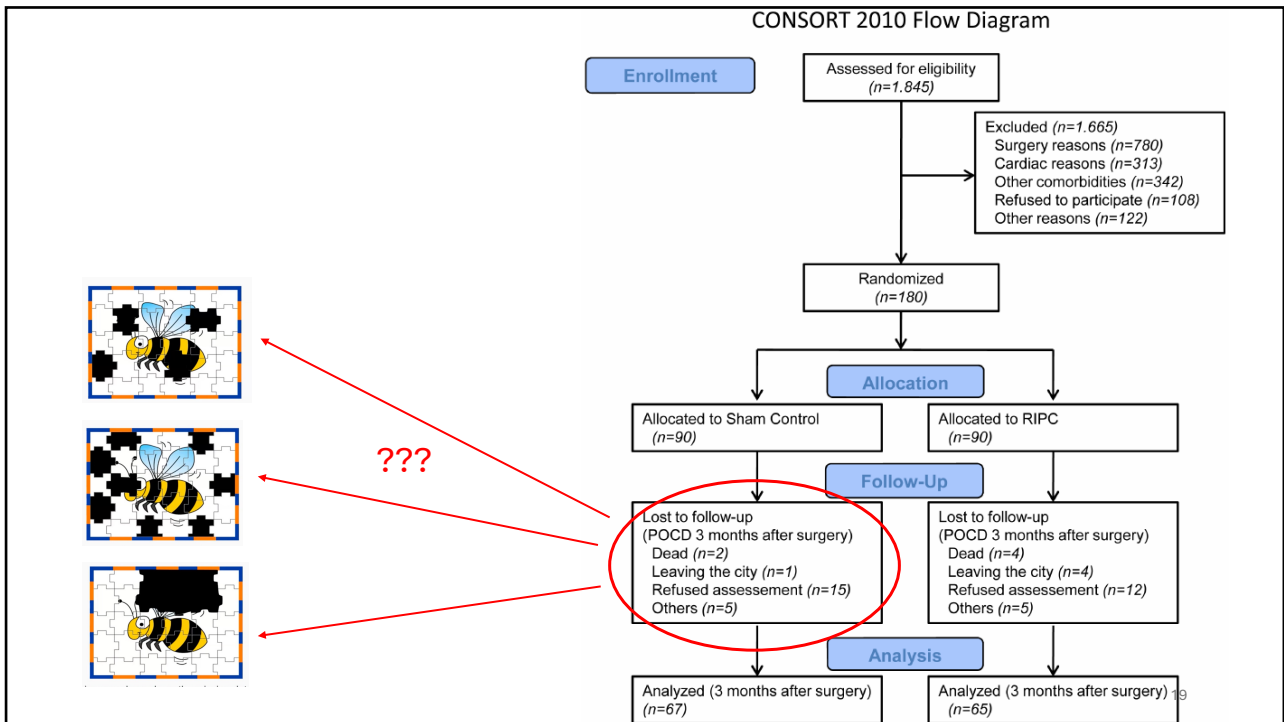 CONSORT 2010 Flow Diagram
Enrollment
Assessed for eligibility
(n=1.845)
Excluded (n=1.665)
Surgery reasons (n=780)
Cardiac reasons (n=313)
Other comorbidities (n=342)
Refused to participate (n=108)
Other reasons (n=122)
Randomized
(n=180)
Allocation
Allocated to Sham Control
(n=90)
Allocated to RIPC
(n=90)
???
Follow-Up
Lost to follow-up
(POCD 3 months after surgery)
Dead (n=2)
Leaving the city (n=1)
Refused assessement (n=15)
Others (n=5)
Lost to follow-up
(POCD 3 months after surgery)
Dead (n=4)
Leaving the city (n=4)
Refused assessement (n=12)
Others (n=5)
Analysis
Analyzed (3 months after surgery)
(n=67)
Analyzed (3 months after surgery)
(n=65)
19